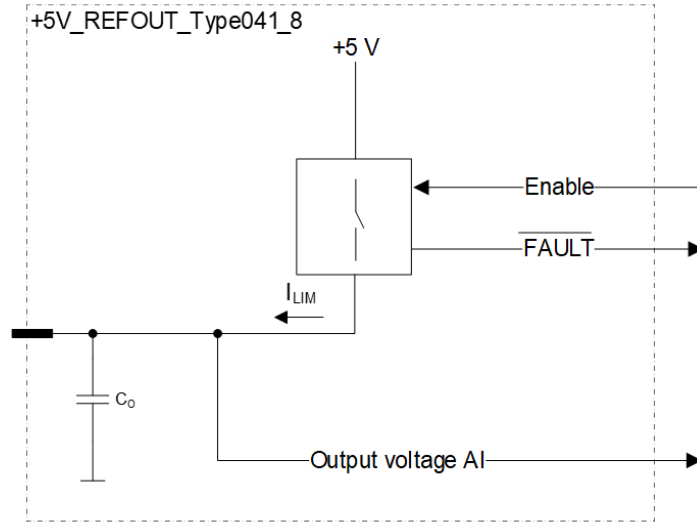 +5V_REFOUT_Type041_8
+5 V
Enable
FAULT
ILIM
Co
Output voltage AI